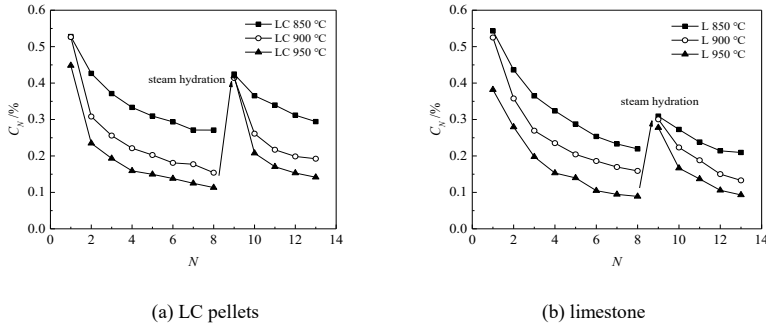 0.6
0.5
0.4
0.3
0.2
0.1
0.0
C_N /%
LC 850 ℃
LC 900 ℃
LC 950 ℃
steam hydration
0 2 4 6 8 10 12 14
N
(a) LC pellets
0.6
0.5
0.4
0.3
0.2
0.1
0.0
C_N /%
L 850 ℃
L 900 ℃
L 950 ℃
steam hydration
0 2 4 6 8 10 12 14
N
(b) limestone